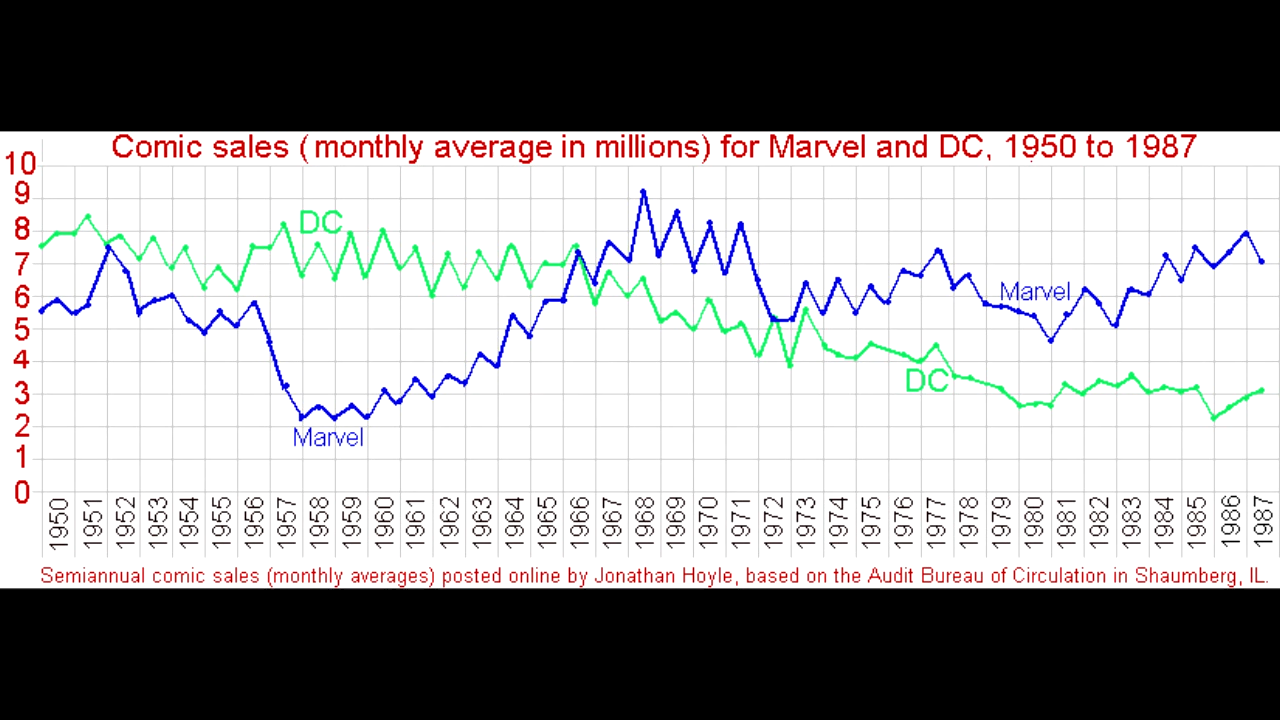 Comic sales (monthly average in millions) for Marvel and DC, 1950 to 1987
10
9
8
7
6
5
4
3
2
1
0
DC
Marvel
Marvel
DC
1950 1951 1952 1953 1954 1955 1956 1957 1958 1959 1960 1961 1962 1963 1964 1965 1966 1967 1968 1969 1970 1971 1972 1973 1974 1975 1976 1977 1978 1979 1980 1981 1982 1983 1984 1985 1986 1987
Semiannual comic sales (monthly averages) posted online by Jonathan Hoyle, based on the Audit Bureau of Circulation in Shaumberg, IL.